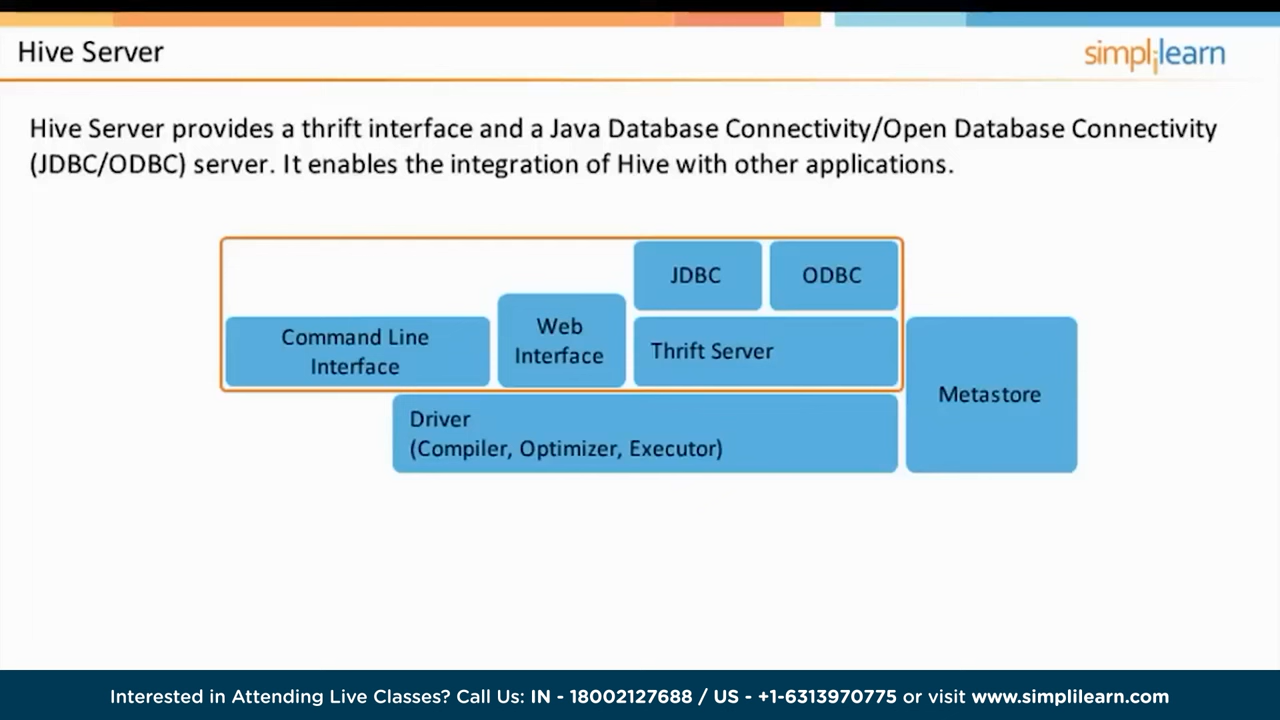 Hive Server
simplilearn
Hive Server provides a thrift interface and a Java Database Connectivity/Open Database Connectivity
(JDBC/ODBC) server. It enables the integration of Hive with other applications.
JDBC
ODBC
Command Line
Interface
Web
Interface
Thrift Server
Metastore
Driver
(Compiler, Optimizer, Executor)
Interested in Attending Live Classes? Call Us: IN - 18002127688 / US - +1-6313970775 or visit www.simplilearn.com